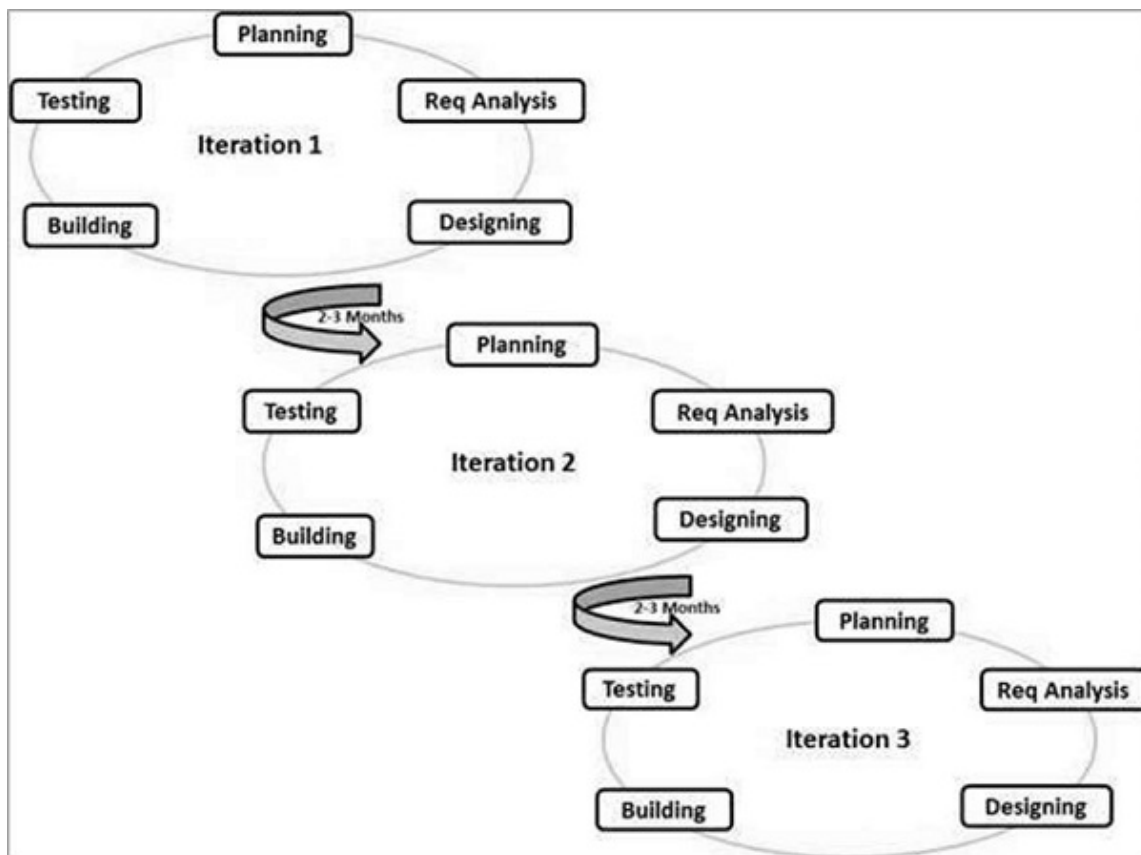 Planning
Testing
Req Analysis
Iteration 1
Building
Designing
2-3 Months
Planning
Testing
Req Analysis
Iteration 2
Building
Designing
2-3 Months
Planning
Testing
Req Analysis
Iteration 3
Building
Designing